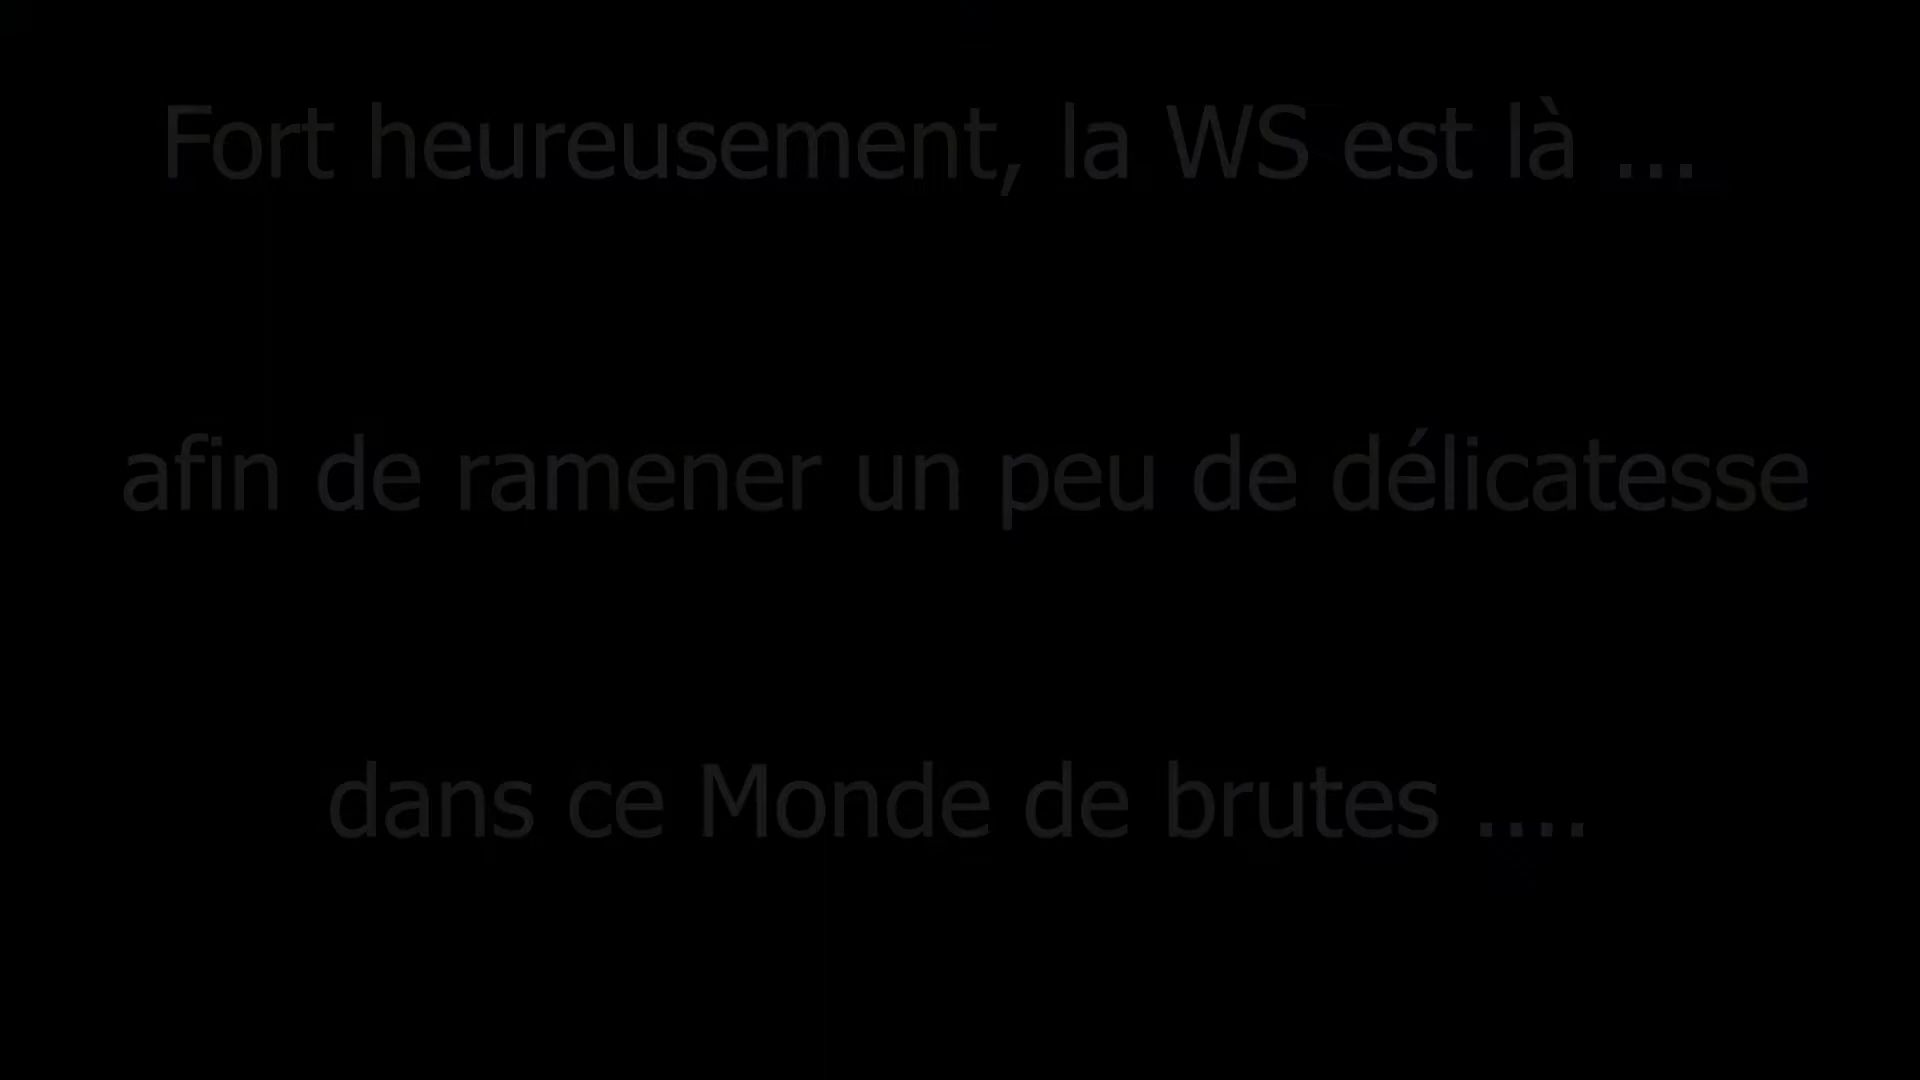 Fort heureusement, la WS est là ...
afin de ramener un peu de délicatesse
dans ce Monde de brutes ....